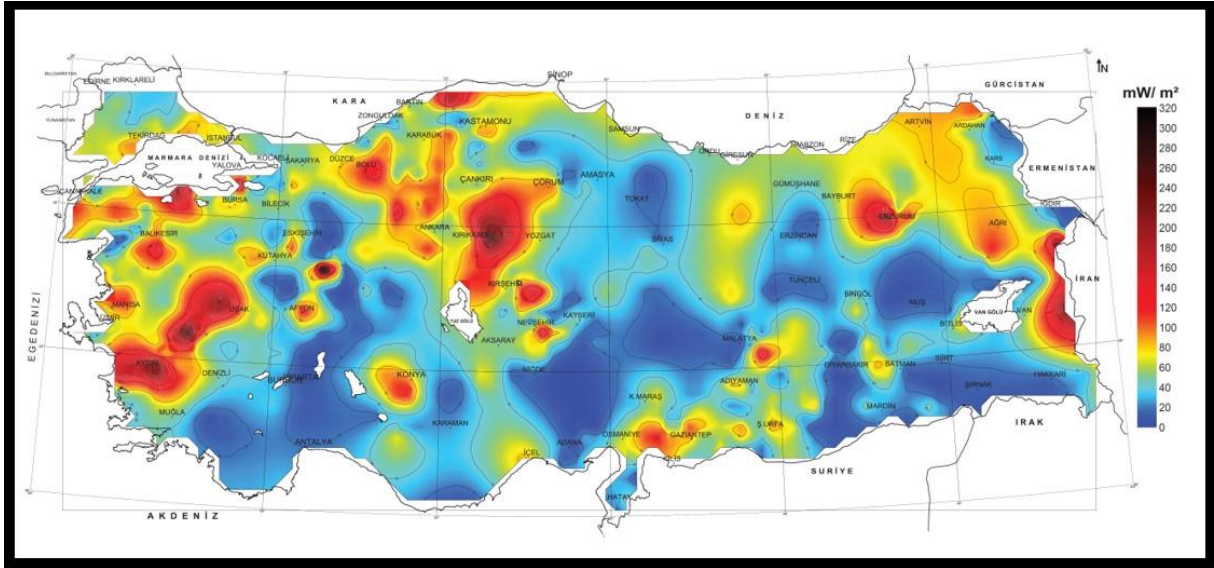 BULGARİSTAN
EDİRNE KIRKLARELİ
YUNANİSTAN
TEKİRDAĞ
İSTANBUL
MARMARA DENİZİ
YALOVA
KOCAELİ
SAKARYA
DÜZCE
BOLU
ZONGULDAK
BARTIN
KARABÜK
KASTAMONU
SİNOP
KARA
DENİZ
SAMSUN
ORDU
GİRESUN
TRABZON
RİZE
ARTVİN
ARDAHAN
KARS
GÜRCİSTAN
ERMENİSTAN
IĞDIR
N
mW/ m²
320
300
280
260
240
220
200
180
160
140
120
100
80
60
40
20
0
ÇANAKKALE
BURSA
BİLECİK
BALIKESİR
ESKİŞEHİR
KÜTAHYA
ANKARA
KIRIKKALE
ÇANKIRI
ÇORUM
AMASYA
YOZGAT
TOKAT
SİVAS
GÜMÜŞHANE
BAYBURT
ERZİNCAN
ERZURUM
AĞRI
İRAN
EGEDENİZİ
MANİSA
İZMİR
UŞAK
AFYON
KIRŞEHİR
NEVŞEHİR
KAYSERİ
TUZ GÖLÜ
AKSARAY
TUNCELİ
BİNGÖL
MUŞ
BİTLİS
VAN GÖLÜ
VAN
MALATYA
AYDIN
DENİZLİ
BURDUR
ISPARTA
KONYA
NİĞDE
ADIYAMAN
DİYARBAKIR
BATMAN
SİİRT
ŞIRNAK
HAKKARİ
MUĞLA
ANTALYA
KARAMAN
İÇEL
ADANA
K.MARAŞ
OSMANİYE
GAZİANTEP
KİLİS
Ş.URFA
MARDİN
HATAY
SURİYE
IRAK
AKDENİZ